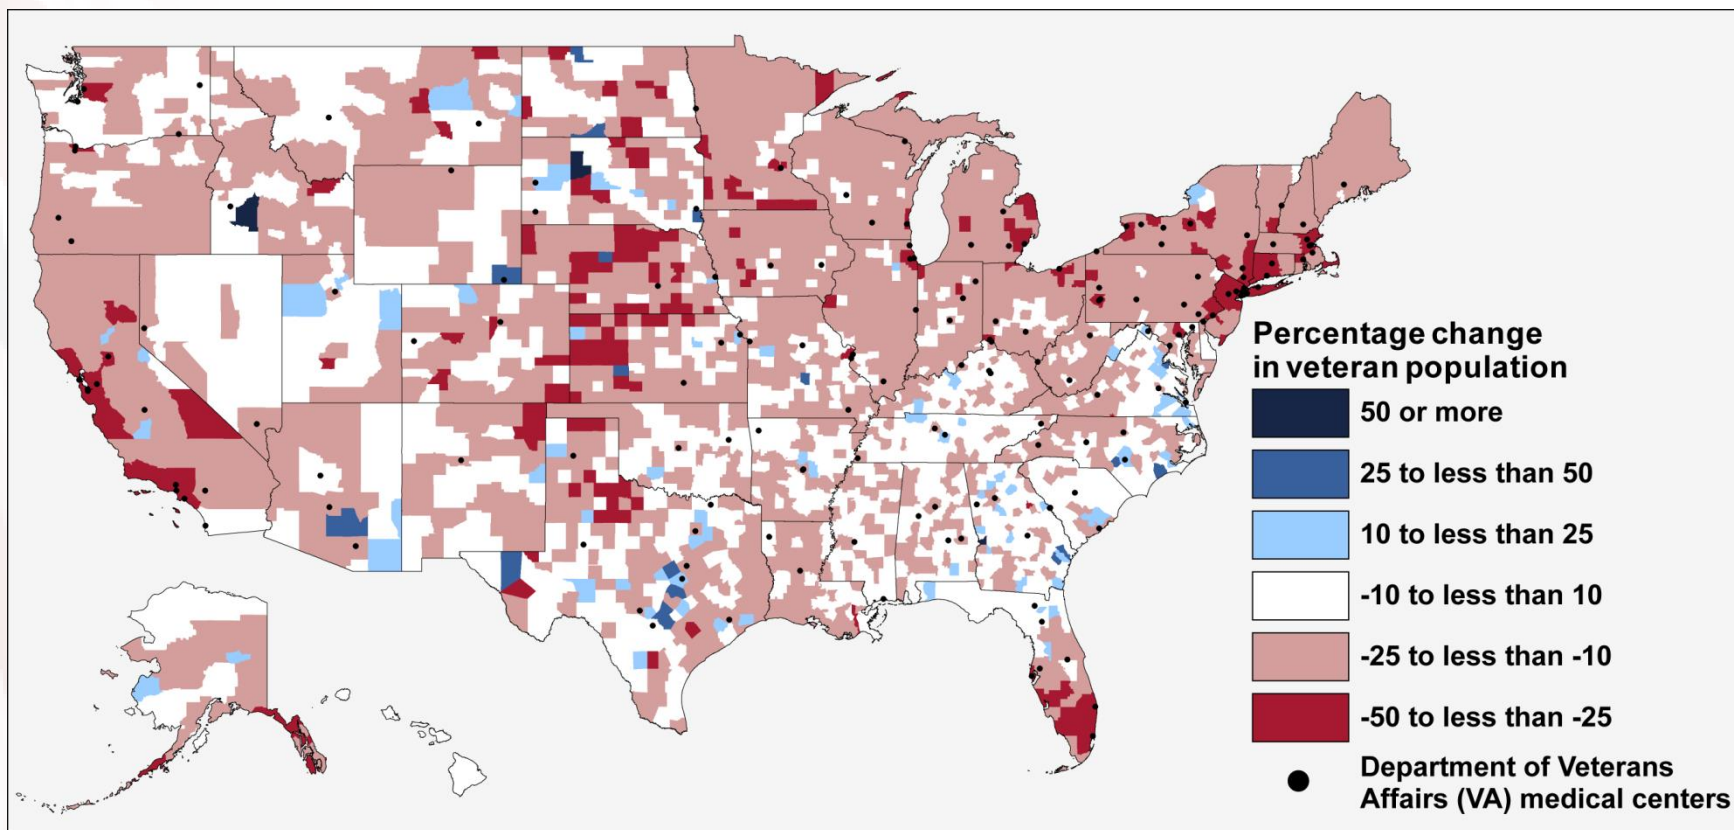 Percentage change
in veteran population
50 or more
25 to less than 50
10 to less than 25
-10 to less than 10
-25 to less than -10
-50 to less than -25
Department of Veterans
Affairs (VA) medical centers